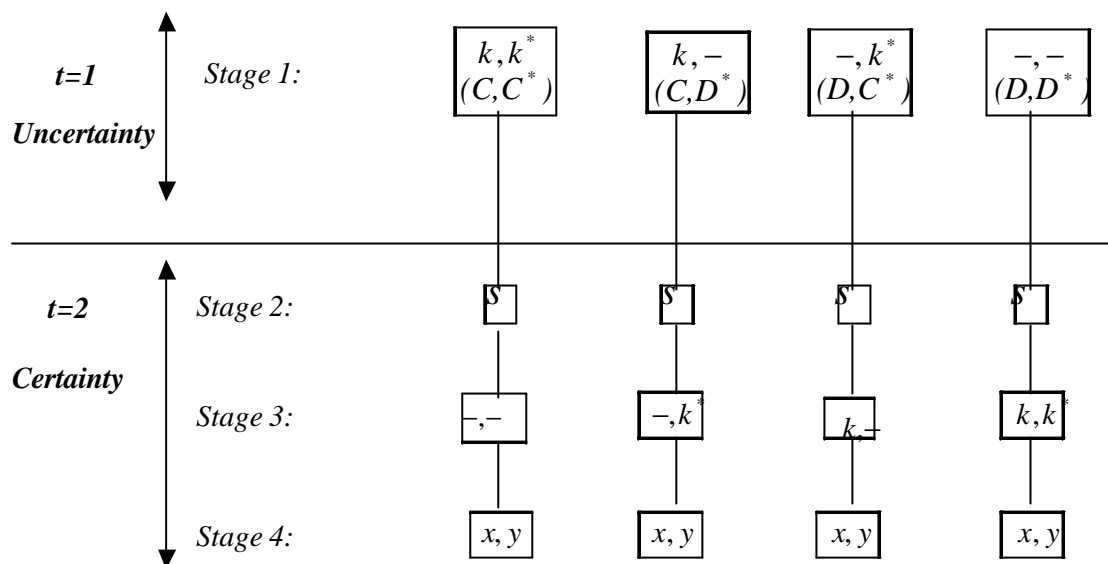 t=1
Uncertainty
Stage 1:
k, k*
(C,C*)
k, –
(C,D*)
–, k*
(D,C*)
–, –
(D,D*)
t=2
Certainty
Stage 2:
s
s
s
s
Stage 3:
–,–
–,k*
k,–
k,k*
Stage 4:
x, y
x, y
x, y
x, y